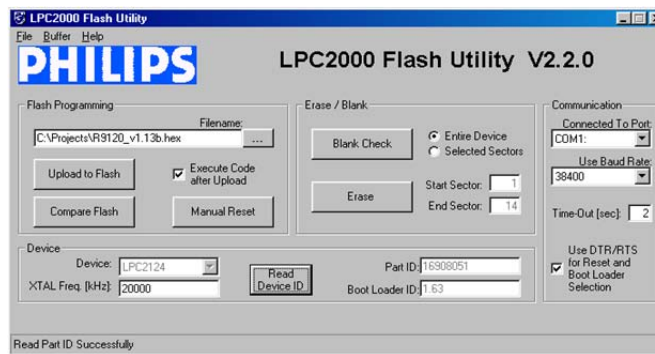 LPC2000 Flash Utility
File Buffer Help
PHILIPS
LPC2000 Flash Utility V2.2.0
Flash Programming
Filename:
C:\Projects\R9120_v1.13b.hex
...
Upload to Flash
Execute Code
after Upload
Compare Flash
Manual Reset
Erase / Blank
Blank Check
Entire Device
Selected Sectors
Erase
Start Sector: 1
End Sector: 14
Communication
Connected To Port:
COM1:
Use Baud Rate:
38400
Time-Out [sec]: 2
Use DTR/RTS
for Reset and
Boot Loader
Selection
Device
Device: LPC2124
XTAL Freq. [kHz]: 20000
Read
Device ID
Part ID: 16908051
Boot Loader ID: 1.63
Read Part ID Successfully